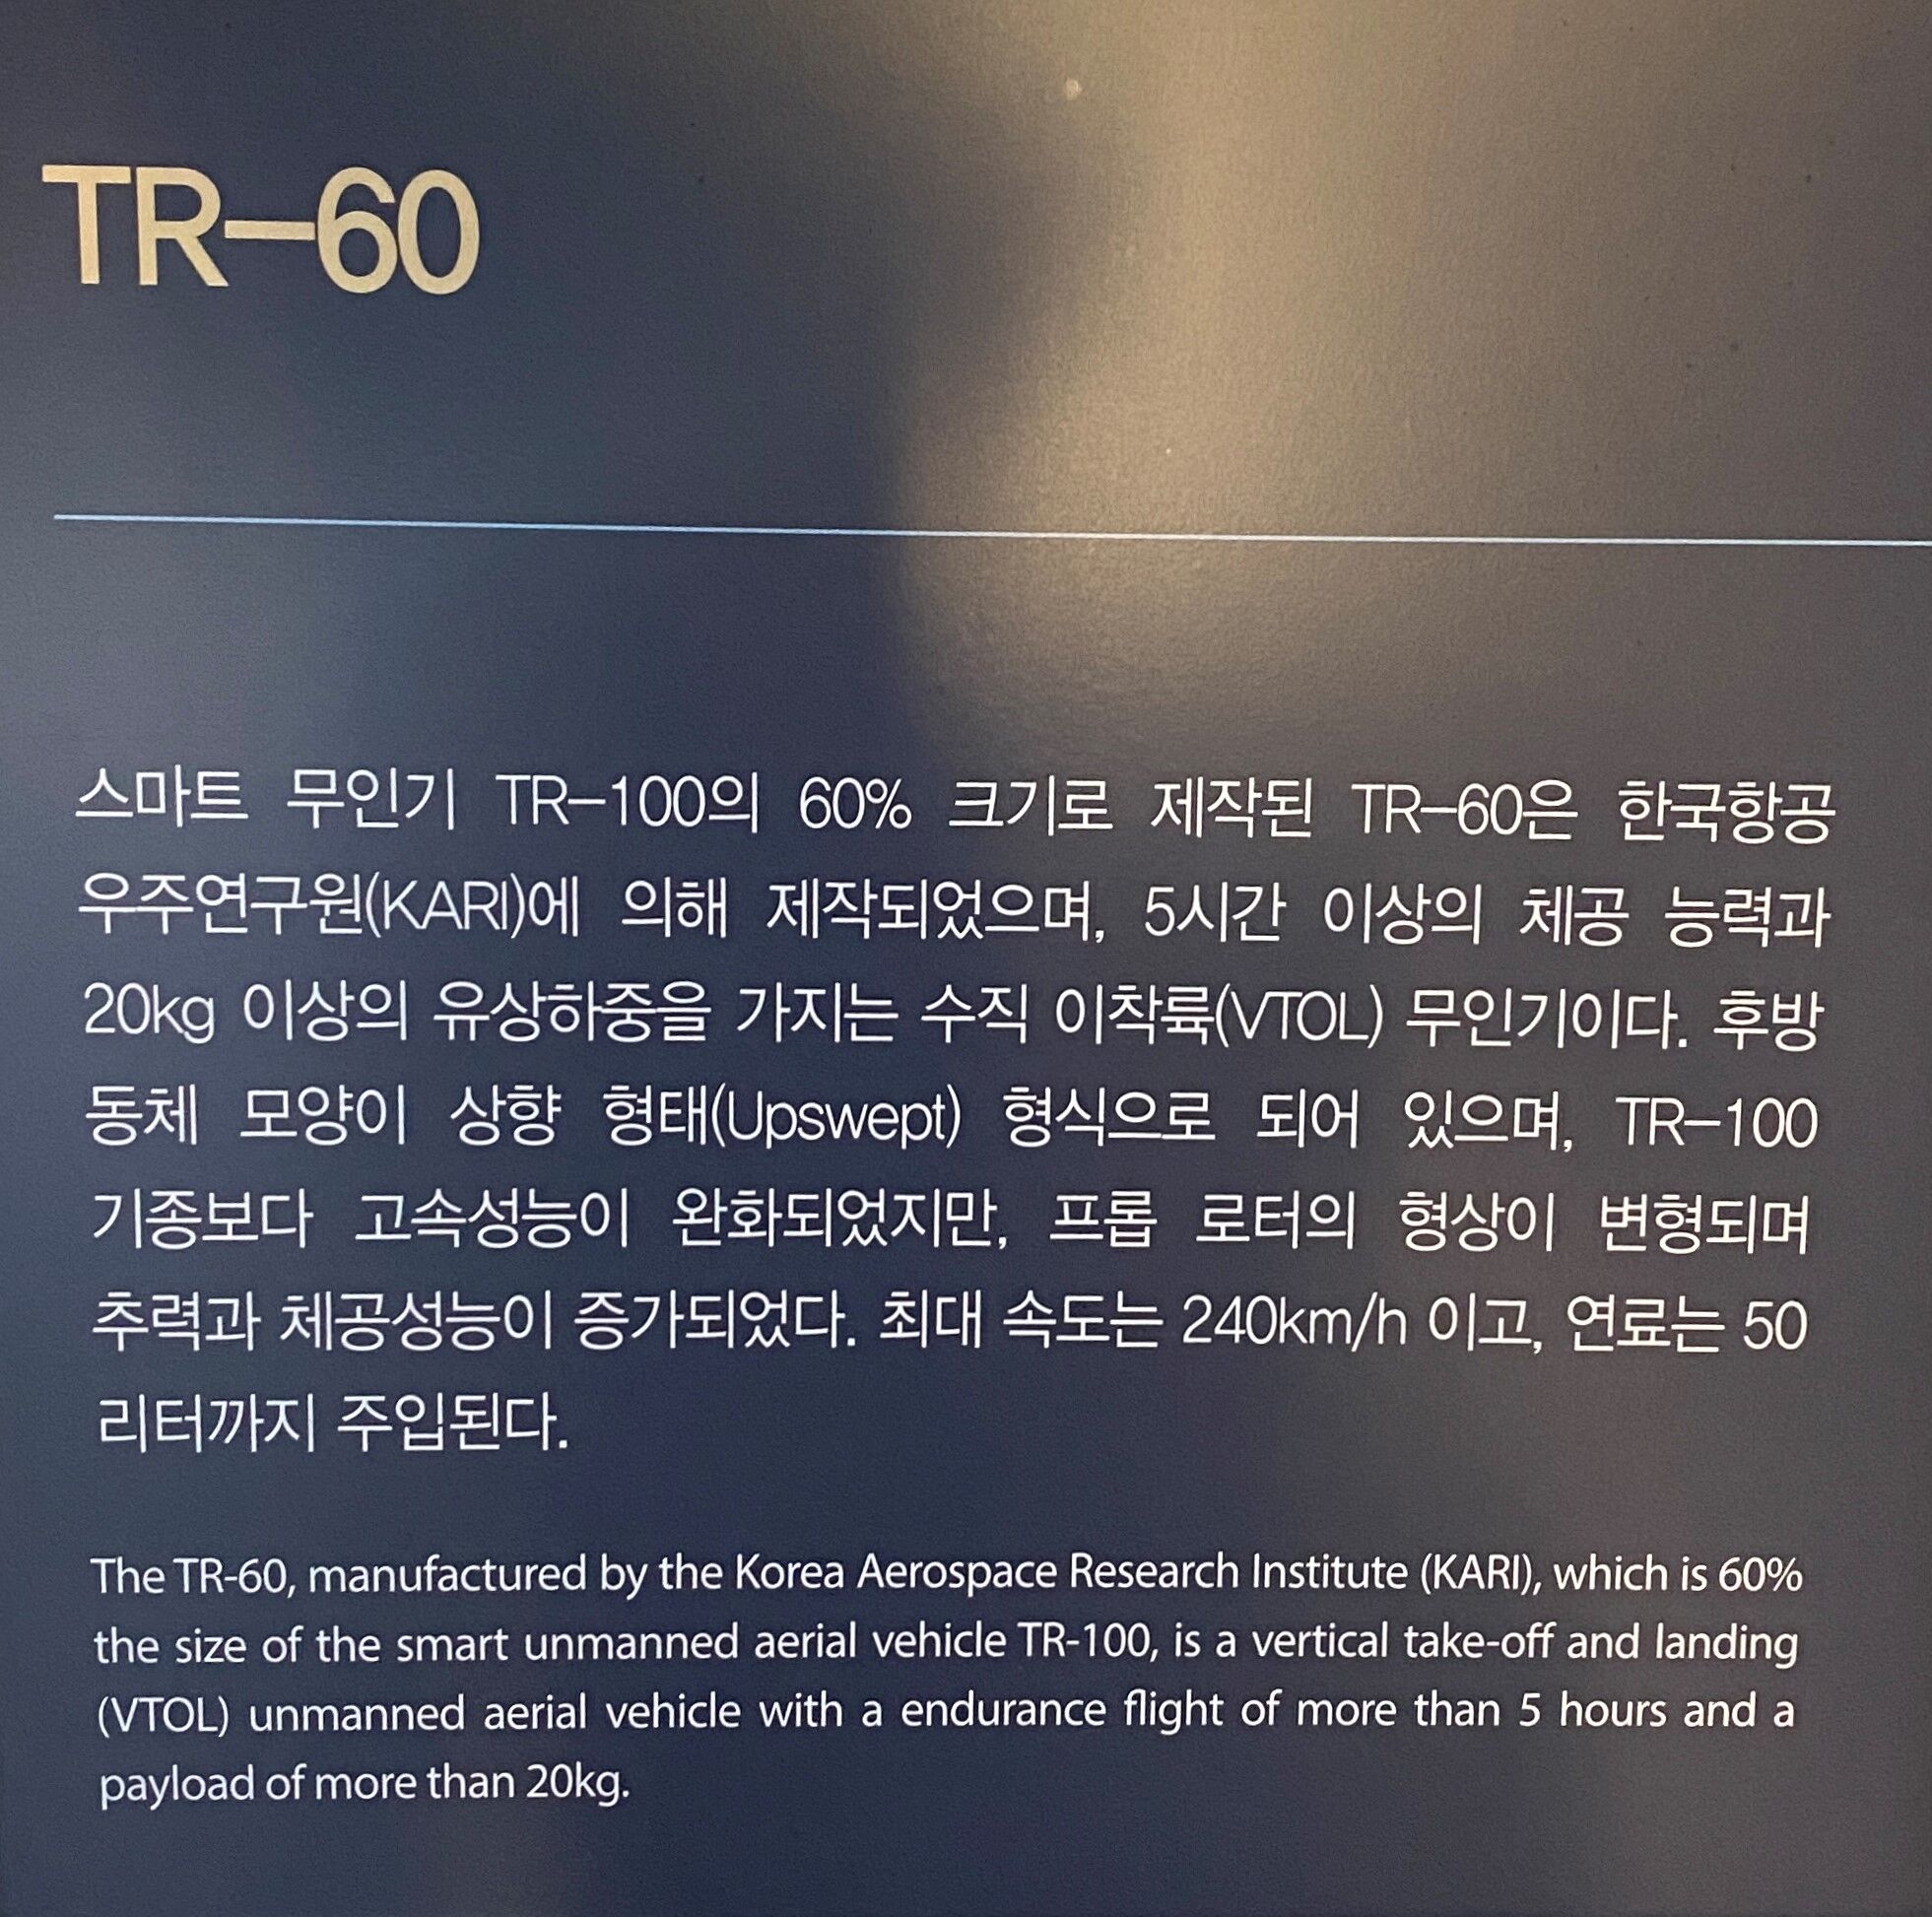 TR-60
스마트 무인기 TR-100의 60% 크기로 제작된 TR-60은 한국항공
우주연구원(KARI)에 의해 제작되었으며, 5시간 이상의 체공 능력과
20kg 이상의 유상하중을 가지는 수직 이착륙(VTOL) 무인기이다. 후방
동체 모양이 상향 형태(Upswept) 형식으로 되어 있으며, TR-100
기종보다 고속성능이 완화되었지만, 프롭 로터의 형상이 변형되며
추력과 체공성능이 증가되었다. 최대 속도는 240km/h 이고, 연료는 50
리터까지 주입된다.
The TR-60, manufactured by the Korea Aerospace Research Institute (KARI), which is 60%
the size of the smart unmanned aerial vehicle TR-100, is a vertical take-off and landing
(VTOL) unmanned aerial vehicle with a endurance flight of more than 5 hours and a
payload of more than 20kg.